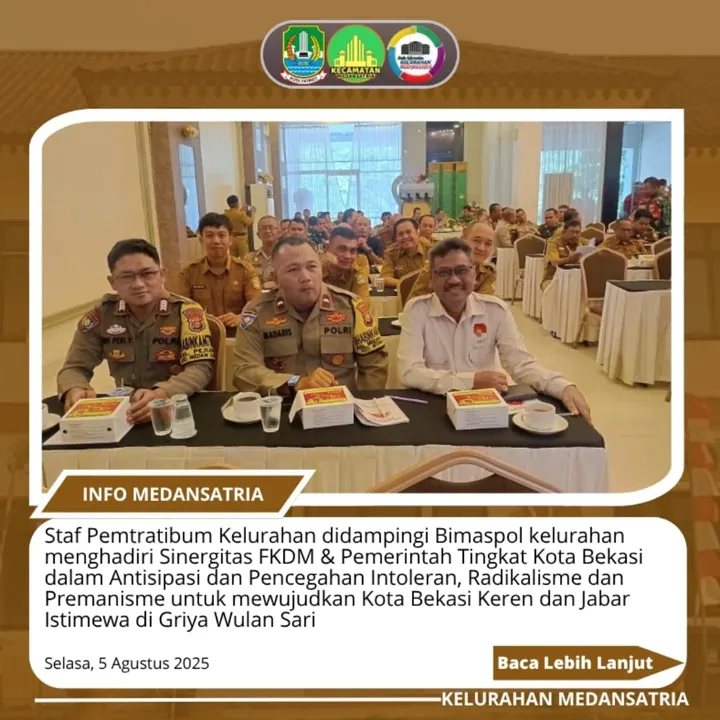 KECAMATAN
MEDANSATRIA
BADARIS
POLRI
POLRI
INFO MEDANSATRIA
Staf Pemtratibum Kelurahan didampingi Bimaspol kelurahan
menghadiri Sinergitas FKDM & Pemerintah Tingkat Kota Bekasi
dalam Antisipasi dan Pencegahan Intoleran, Radikalisme dan
Premanisme untuk mewujudkan Kota Bekasi Keren dan Jabar
Istimewa di Griya Wulan Sari
Selasa, 5 Agustus 2025
Baca Lebih Lanjut
KELURAHAN MEDANSATRIA